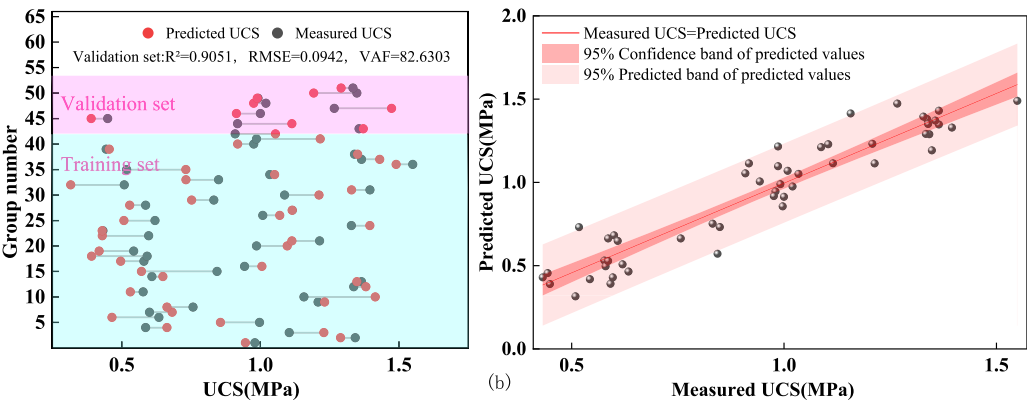 Predicted UCS
Measured UCS
Validation set:R²=0.9051, RMSE=0.0942, VAF=82.6303
Validation set
Training set
65
60
55
50
45
40
35
30
25
20
15
10
5
Group number
0.5
1.0
1.5
UCS(MPa)
(b)
Measured UCS=Predicted UCS
95% Confidence band of predicted values
95% Predicted band of predicted values
2.0
1.5
1.0
0.5
0.0
Predicted UCS(MPa)
0.5
1.0
1.5
Measured UCS(MPa)